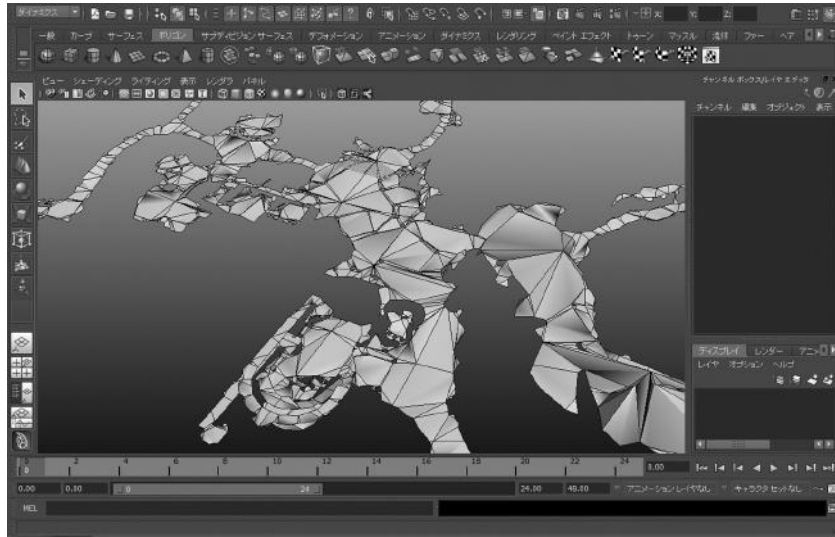 ダイナミクス X: Y: Z:
一般 カーブ サーフェス ポリゴン サブディビジョン サーフェス デフォメーション アニメーション ダイナミクス レンダリング ペイント エフェクト トゥーン マッスル 流体 ファー ヘア
ビュー シェーディング ライティング 表示 レンダラ パネル
チャンネル ボックス/レイヤ エディタ
チャンネル 編集 オブジェクト 表示
ディスプレイ レンダー アニメ
レイヤ オプション ヘルプ
0 2 4 6 8 10 12 14 16 18 20 22 24 0.00
0.00 0.00 0 24 24.00 48.00 アニメーション レイヤなし キャラクタ セットなし
MEL